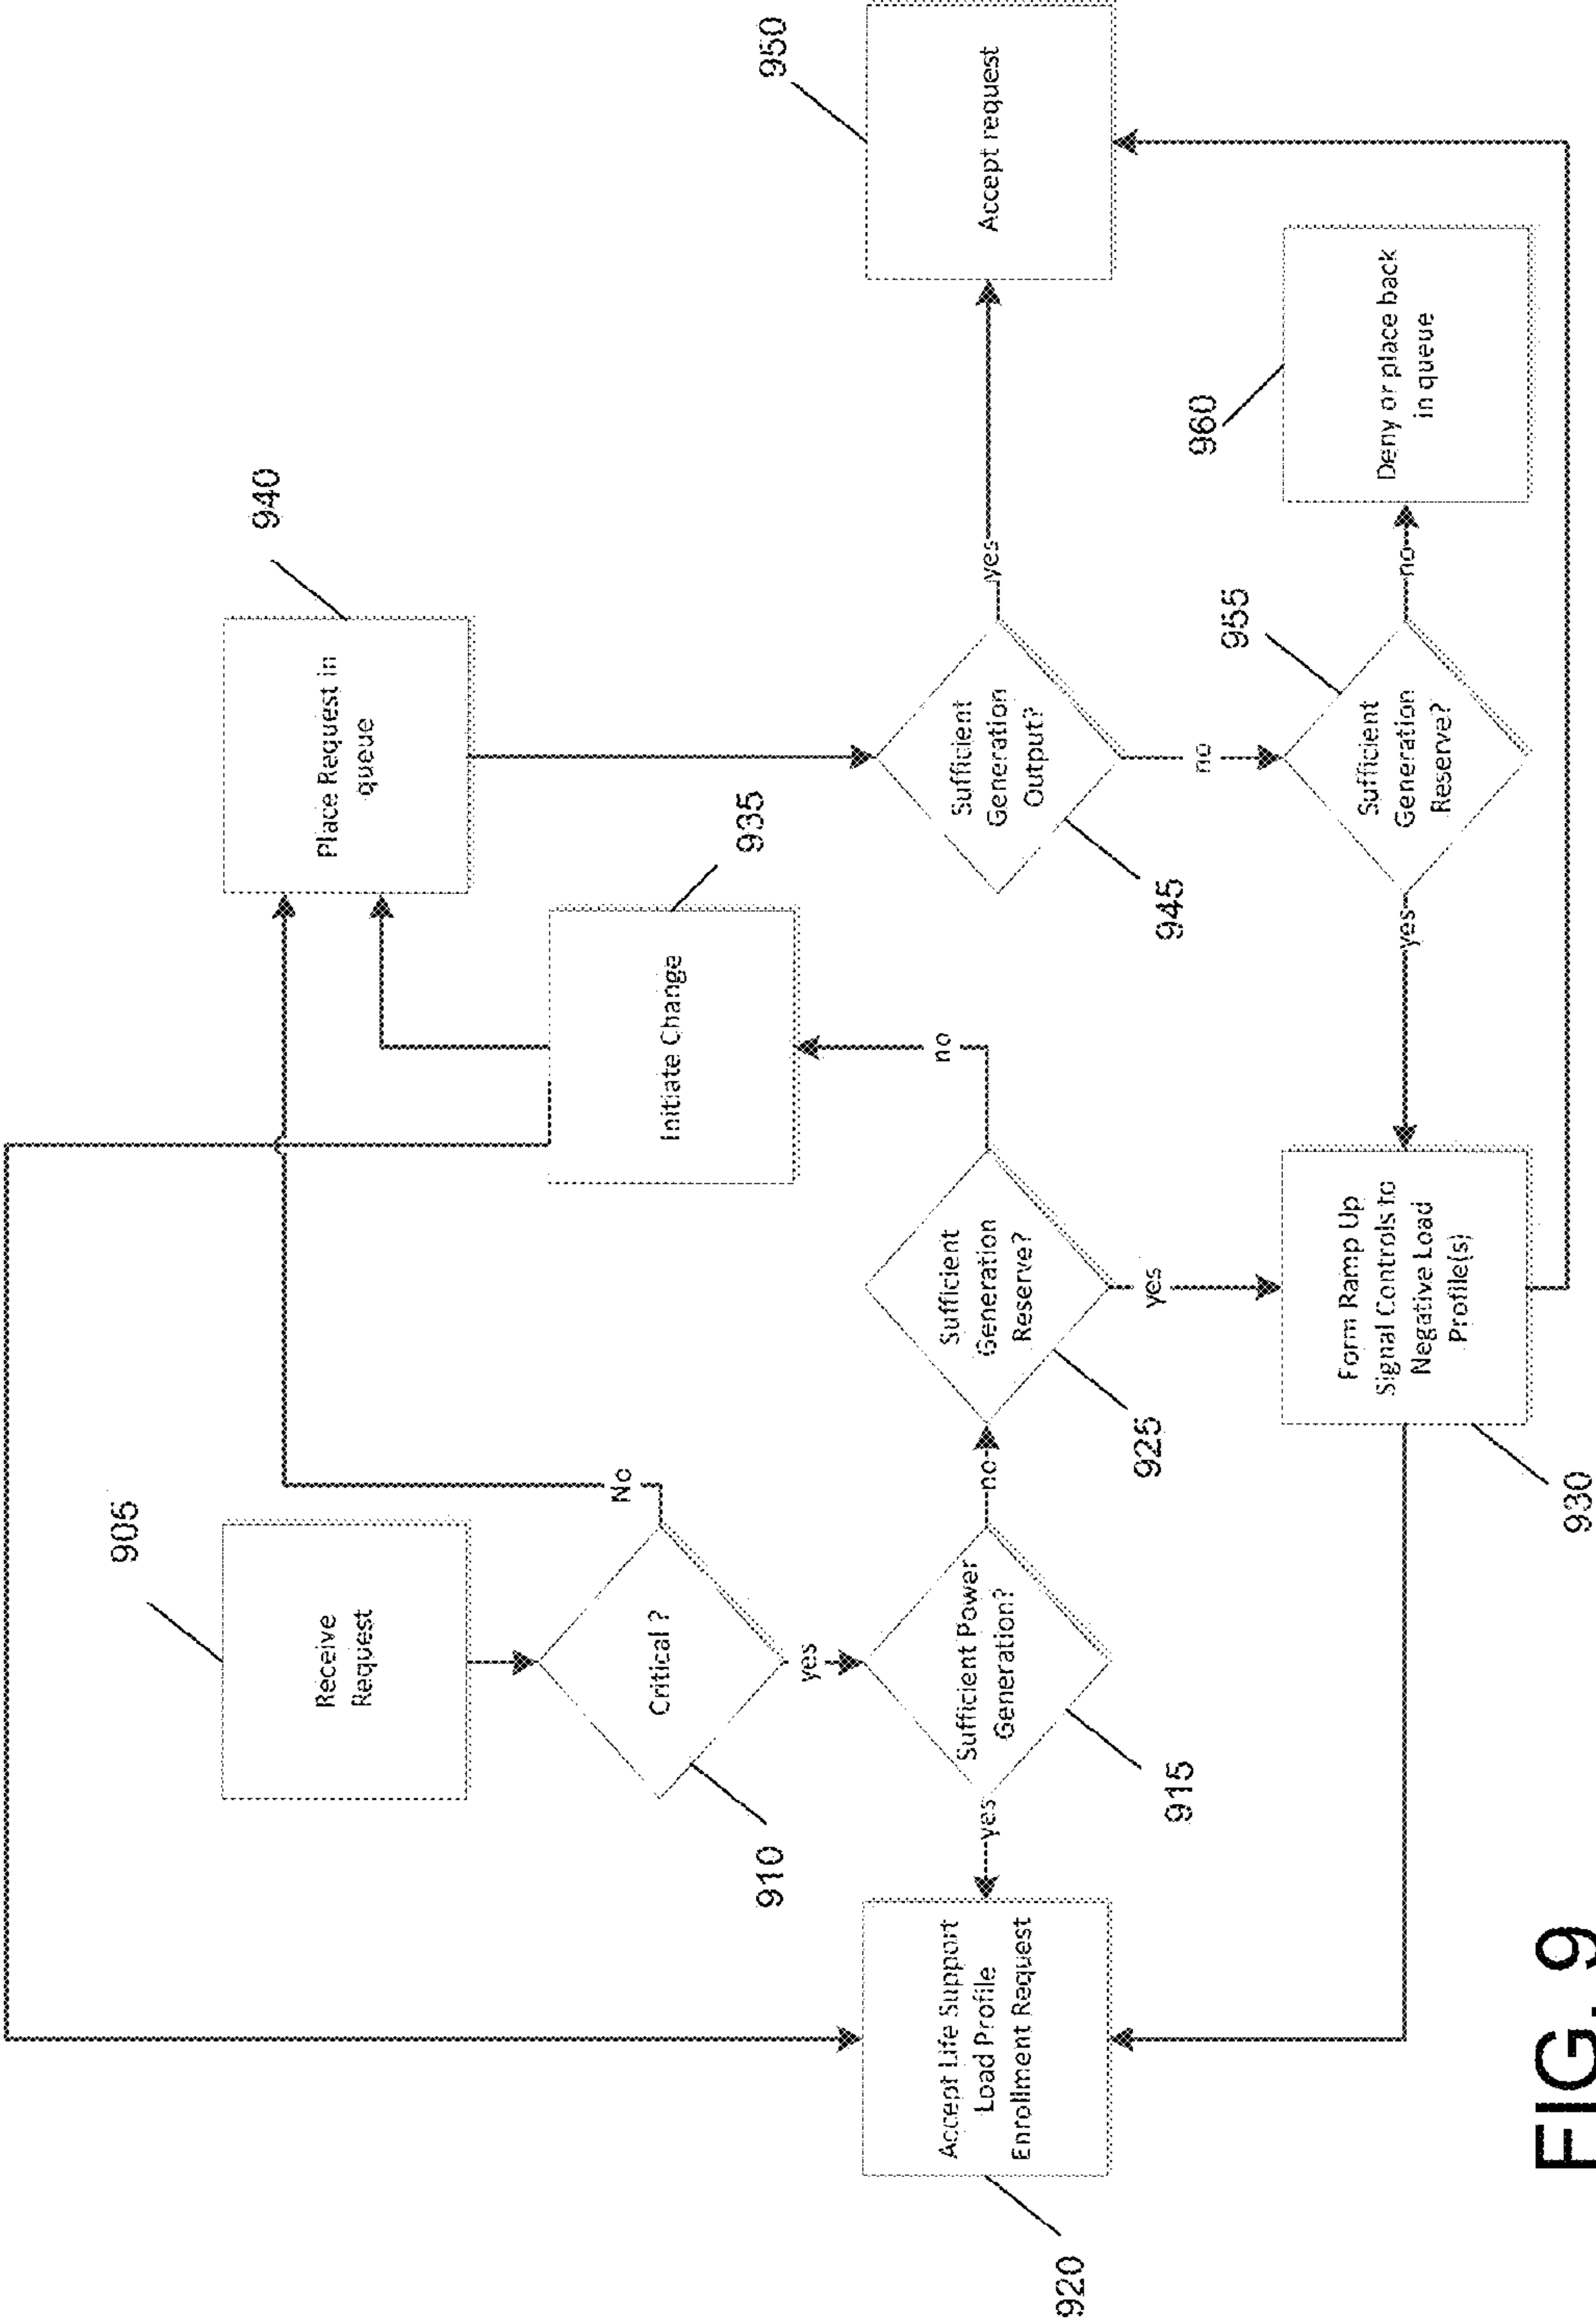 905
Receive
Request
940
Place Request in
queue
No
910
Critical ?
yes
935
Initiate Change
no
950
Accept request
920
Accept Life Support
Load Profile
Enrollment Request
yes
915
Sufficient Power
Generation?
no
925
Sufficient
Generation
Reserve?
yes
945
Sufficient
Generation
Output?
yes
no
930
Form Ramp Up
Signal Controls to
Negative Load
Profile(s)
yes
955
Sufficient
Generation
Reserve?
no
960
Deny or place back
in queue
FIG. 9